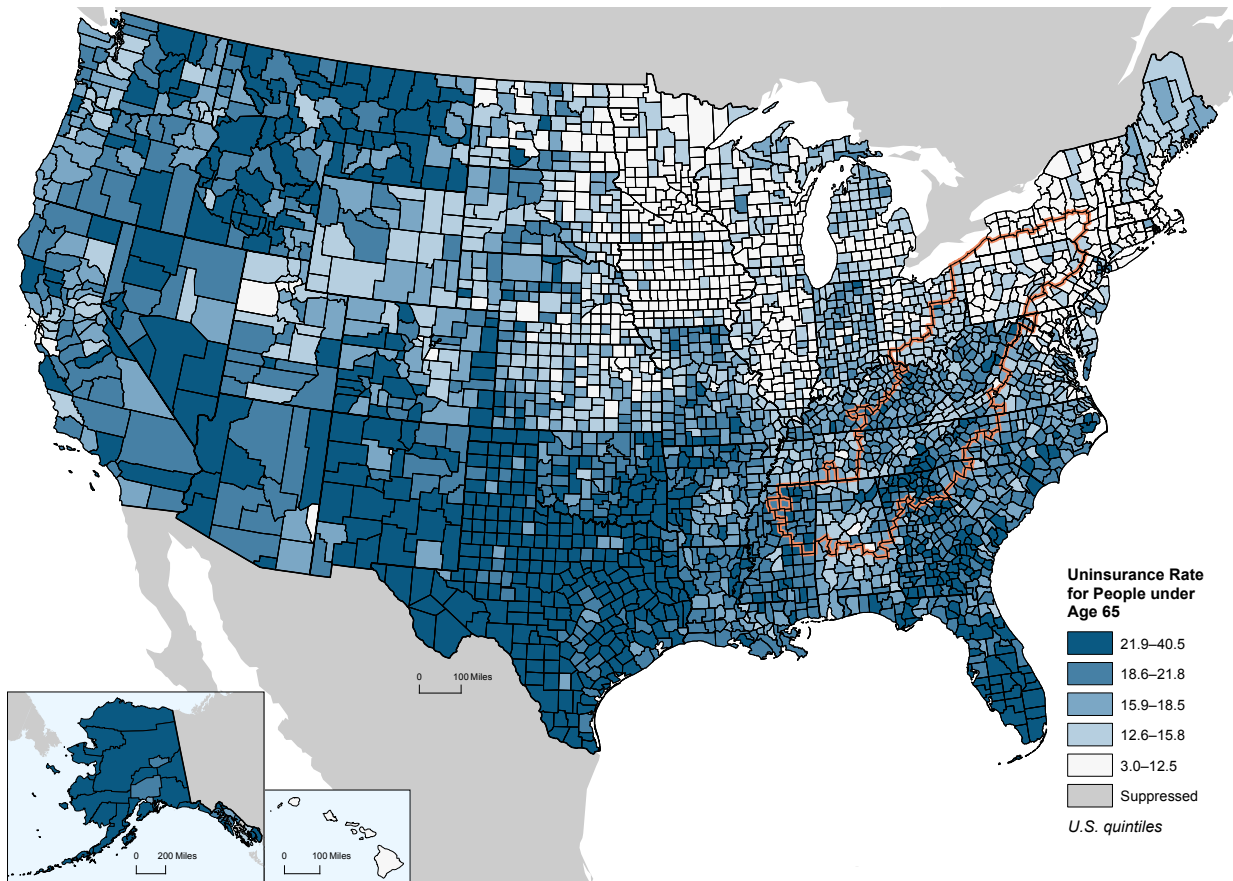 Uninsurance Rate
for People under
Age 65
21.9–40.5
18.6–21.8
15.9–18.5
12.6–15.8
3.0–12.5
Suppressed
U.S. quintiles
0 100 Miles
0 200 Miles
0 100 Miles